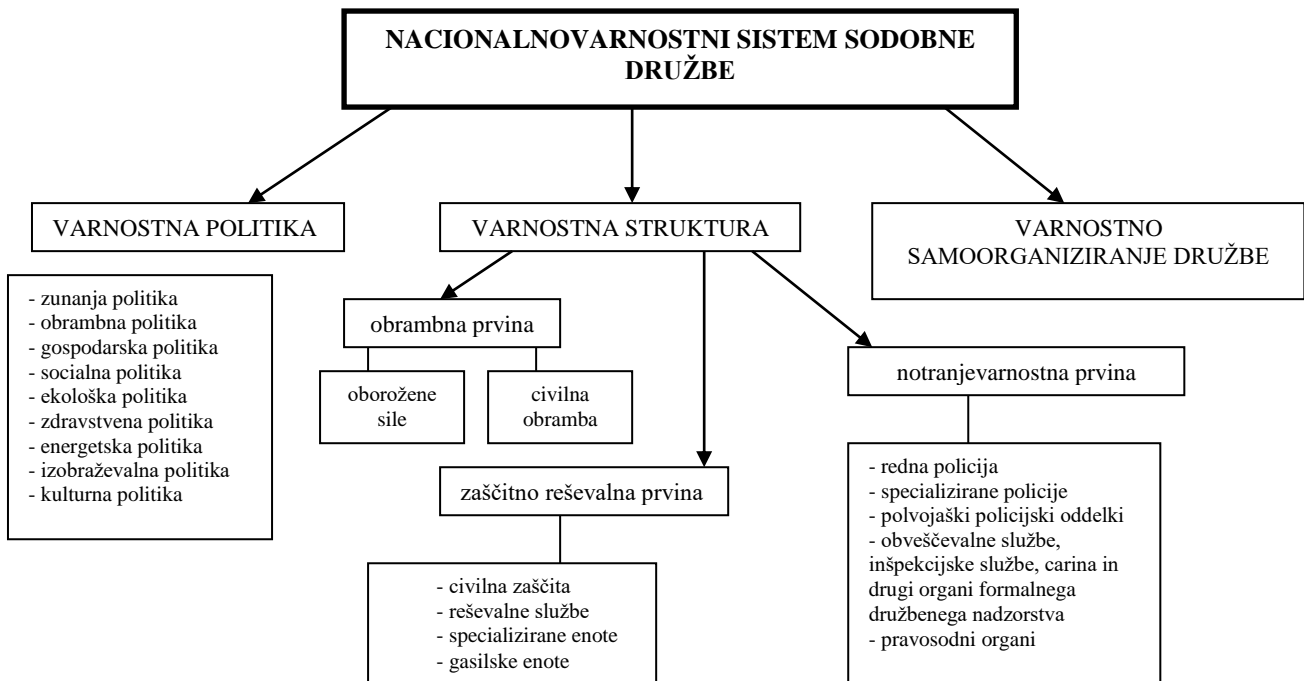 NACIONALNOVARNOSTNI SISTEM SODOBNE
DRUŽBE
VARNOSTNA POLITIKA
- zunanja politika
- obrambna politika
- gospodarska politika
- socialna politika
- ekološka politika
- zdravstvena politika
- energetska politika
- izobraževalna politika
- kulturna politika
VARNOSTNA STRUKTURA
obrambna prvina
oborožene
sile
civilna
obramba
zaščitno reševalna prvina
- civilna zaščita
- reševalne službe
- specializirane enote
- gasilske enote
notranjevarnostna prvina
- redna policija
- specializirane policije
- polvojaški policijski oddelki
- obveščevalne službe,
inšpekcijske službe, carina in
drugi organi formalnega
družbenega nadzorstva
- pravosodni organi
VARNOSTNO
SAMOORGANIZIRANJE DRUŽBE